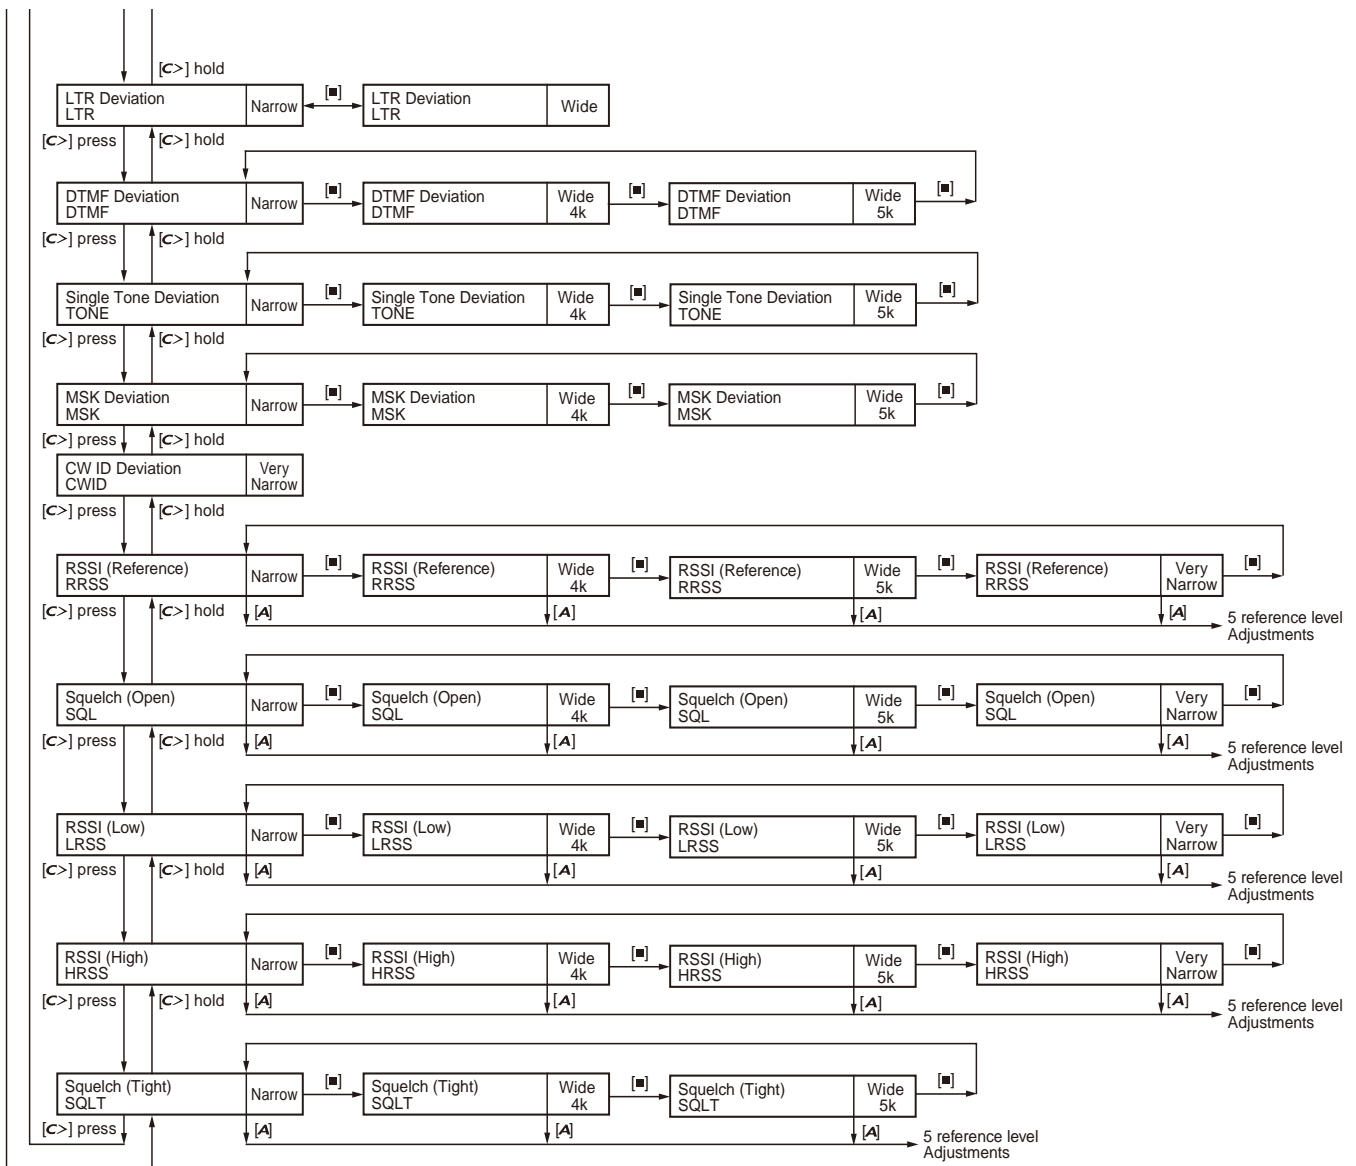 [C>] hold
LTR Deviation
LTR
Narrow
[■]
LTR Deviation
LTR
Wide
[C>] press
[C>] hold
DTMF Deviation
DTMF
Narrow
[■]
DTMF Deviation
DTMF
Wide
4k
[■]
DTMF Deviation
DTMF
Wide
5k
[■]
[C>] press
[C>] hold
Single Tone Deviation
TONE
Narrow
[■]
Single Tone Deviation
TONE
Wide
4k
[■]
Single Tone Deviation
TONE
Wide
5k
[■]
[C>] press
[C>] hold
MSK Deviation
MSK
Narrow
[■]
MSK Deviation
MSK
Wide
4k
[■]
MSK Deviation
MSK
Wide
5k
[■]
[C>] press
[C>] hold
CW ID Deviation
CWID
Very
Narrow
[C>] press
[C>] hold
RSSI (Reference)
RRSS
Narrow
[■]
RSSI (Reference)
RRSS
Wide
4k
[■]
RSSI (Reference)
RRSS
Wide
5k
[■]
RSSI (Reference)
RRSS
Very
Narrow
[■]
[C>] press
[C>] hold
[A]
[A]
[A]
[A]
5 reference level
Adjustments
Squelch (Open)
SQL
Narrow
[■]
Squelch (Open)
SQL
Wide
4k
[■]
Squelch (Open)
SQL
Wide
5k
[■]
Squelch (Open)
SQL
Very
Narrow
[■]
[C>] press
[C>] hold
[A]
[A]
[A]
[A]
5 reference level
Adjustments
RSSI (Low)
LRSS
Narrow
[■]
RSSI (Low)
LRSS
Wide
4k
[■]
RSSI (Low)
LRSS
Wide
5k
[■]
RSSI (Low)
LRSS
Very
Narrow
[■]
[C>] press
[C>] hold
[A]
[A]
[A]
[A]
5 reference level
Adjustments
RSSI (High)
HRSS
Narrow
[■]
RSSI (High)
HRSS
Wide
4k
[■]
RSSI (High)
HRSS
Wide
5k
[■]
RSSI (High)
HRSS
Very
Narrow
[■]
[C>] press
[C>] hold
[A]
[A]
[A]
[A]
5 reference level
Adjustments
Squelch (Tight)
SQLT
Narrow
[■]
Squelch (Tight)
SQLT
Wide
4k
[■]
Squelch (Tight)
SQLT
Wide
5k
[■]
[C>] press
[A]
[A]
[A]
5 reference level
Adjustments